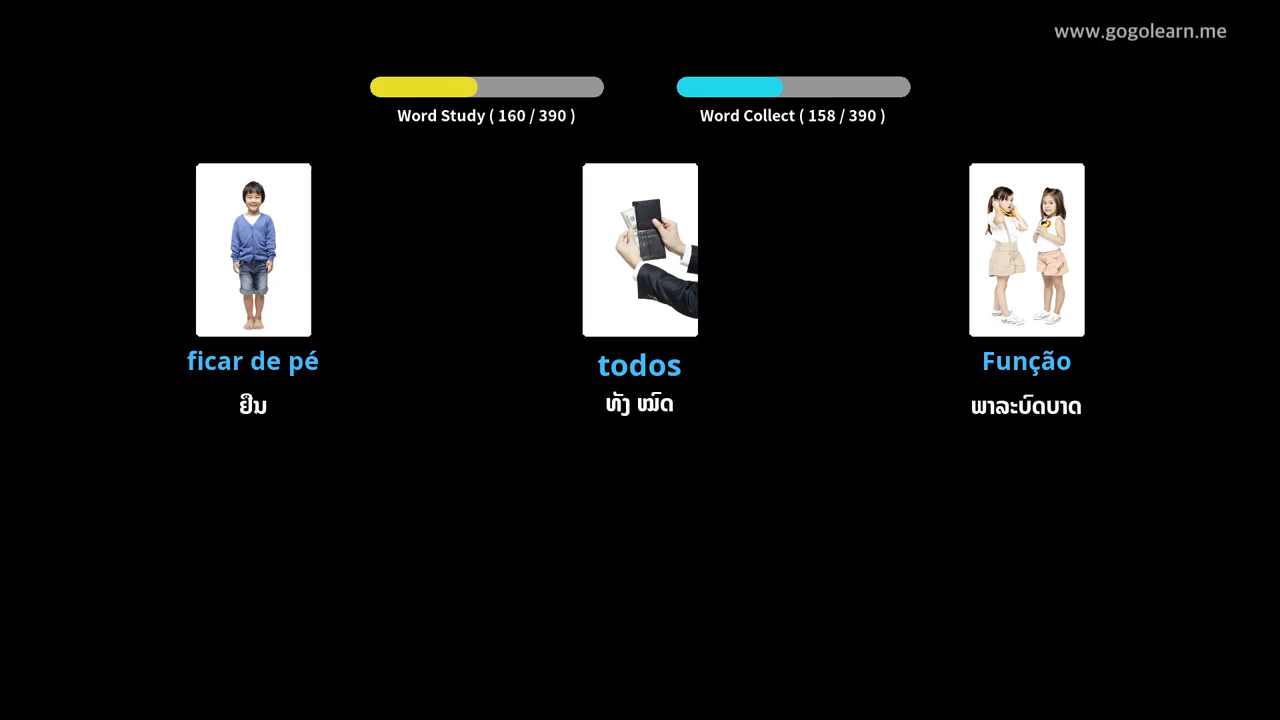 www.gogolearn.me
Word Study ( 160 / 390 )
Word Collect ( 158 / 390 )
ficar de pé
ຢືນ
todos
ທັງ ໝົດ
Função
ພາລະບົດບາດ